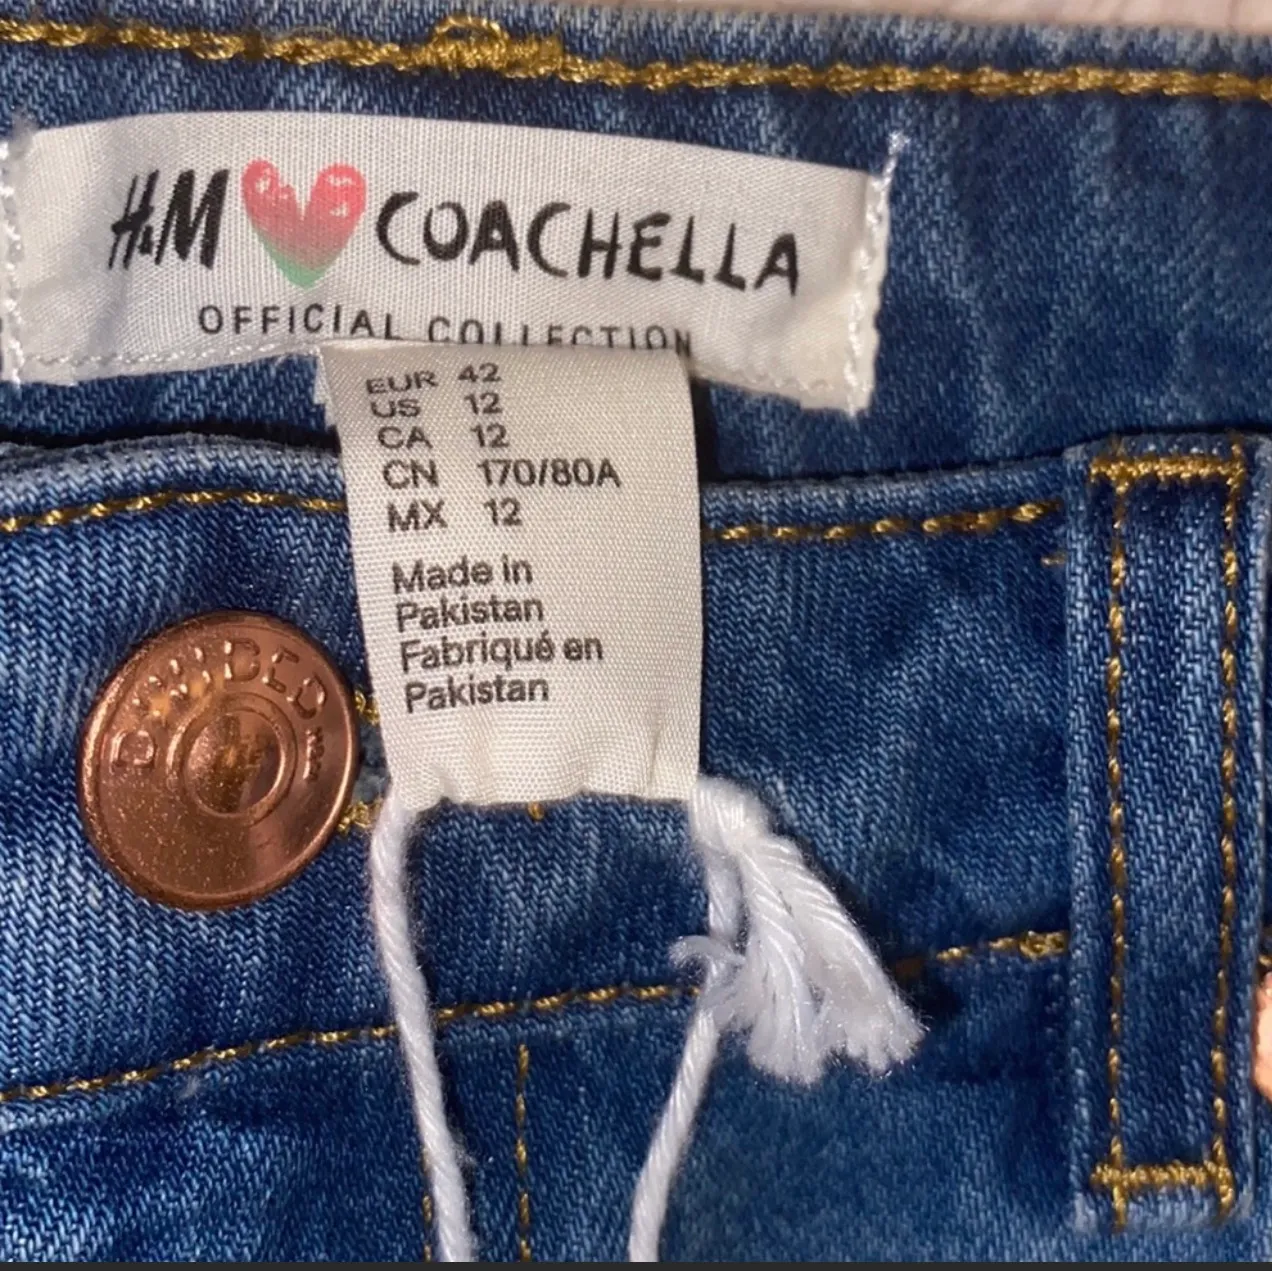 H&M COACHELLA
OFFICIAL COLLECTION
EUR 42
US 12
CA 12
CN 170/80A
MX 12
Made in
Pakistan
Fabriqué en
Pakistan